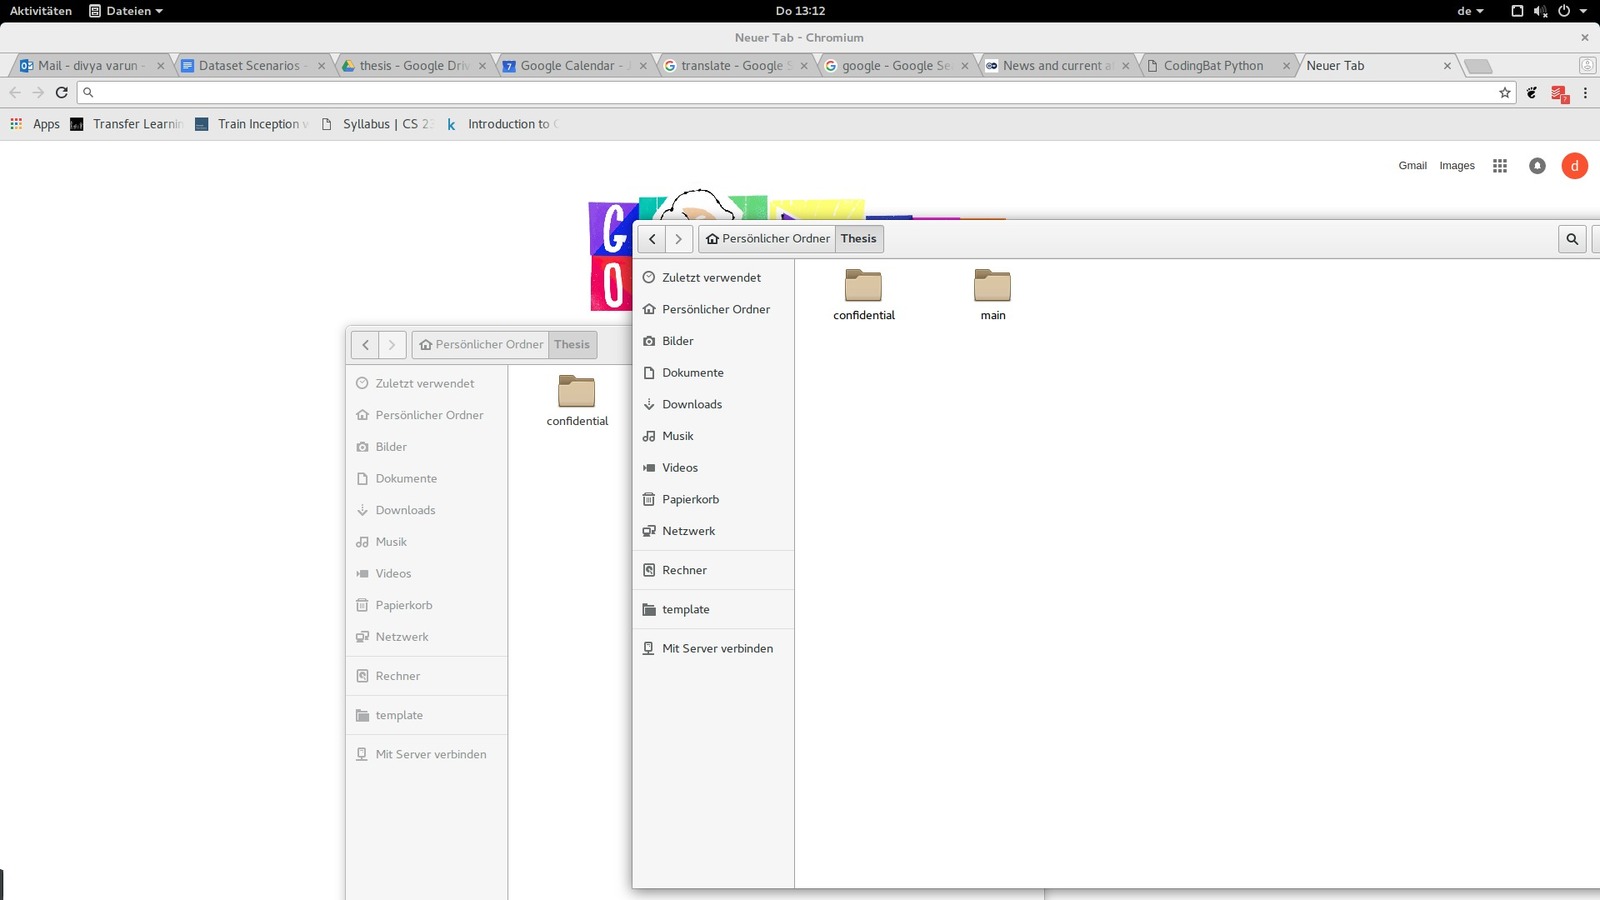 Aktivitäten
Dateien
Do 13:12
de
Neuer Tab - Chromium
Mail - divya varun -
Dataset Scenarios -
thesis - Google Driv
Google Calendar -
translate - Google S
google - Google Se
News and current a
CodingBat Python
Neuer Tab
7
Apps
Transfer Learnin
Train Inception
Syllabus | CS 23
Introduction to
Gmail
Images
d
G
O
Persönlicher Ordner
Thesis
Zuletzt verwendet
Persönlicher Ordner
Bilder
Dokumente
Downloads
Musik
Videos
Papierkorb
Netzwerk
Rechner
template
Mit Server verbinden
confidential
main
Persönlicher Ordner
Thesis
Zuletzt verwendet
Persönlicher Ordner
Bilder
Dokumente
Downloads
Musik
Videos
Papierkorb
Netzwerk
Rechner
template
Mit Server verbinden
confidential